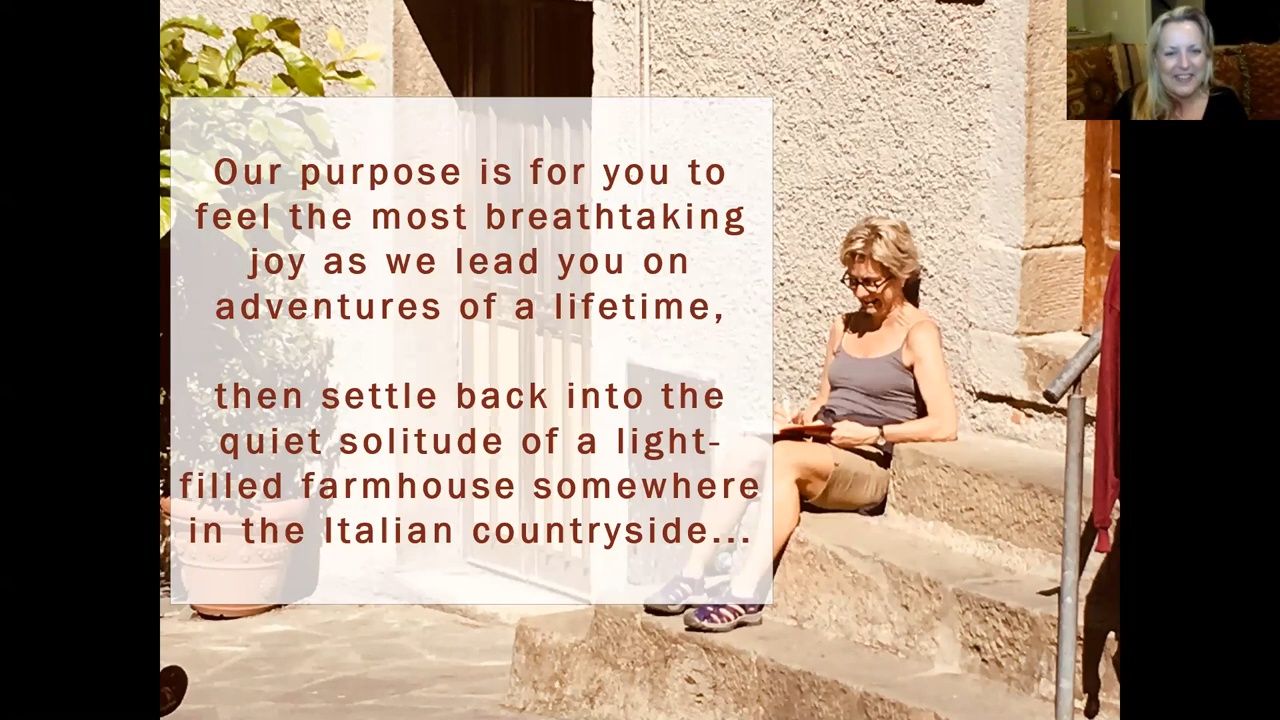 Our purpose is for you to
feel the most breathtaking
joy as we lead you on
adventures of a lifetime,
then settle back into the
quiet solitude of a light-
filled farmhouse somewhere
in the Italian countryside...